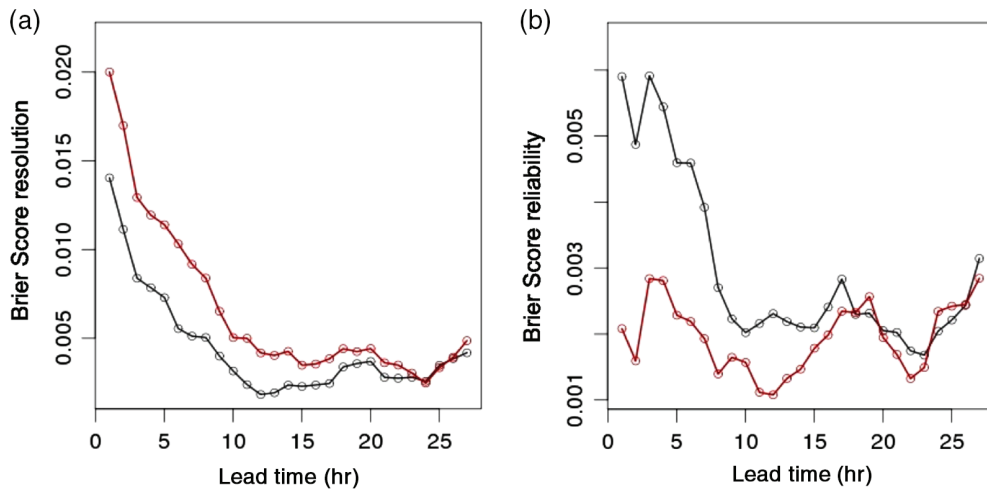 (a)
Brier Score resolution
0.020
0.015
0.010
0.005
0 5 10 15 20 25
Lead time (hr)
(b)
Brier Score reliability
0.005
0.003
0.001
0 5 10 15 20 25
Lead time (hr)